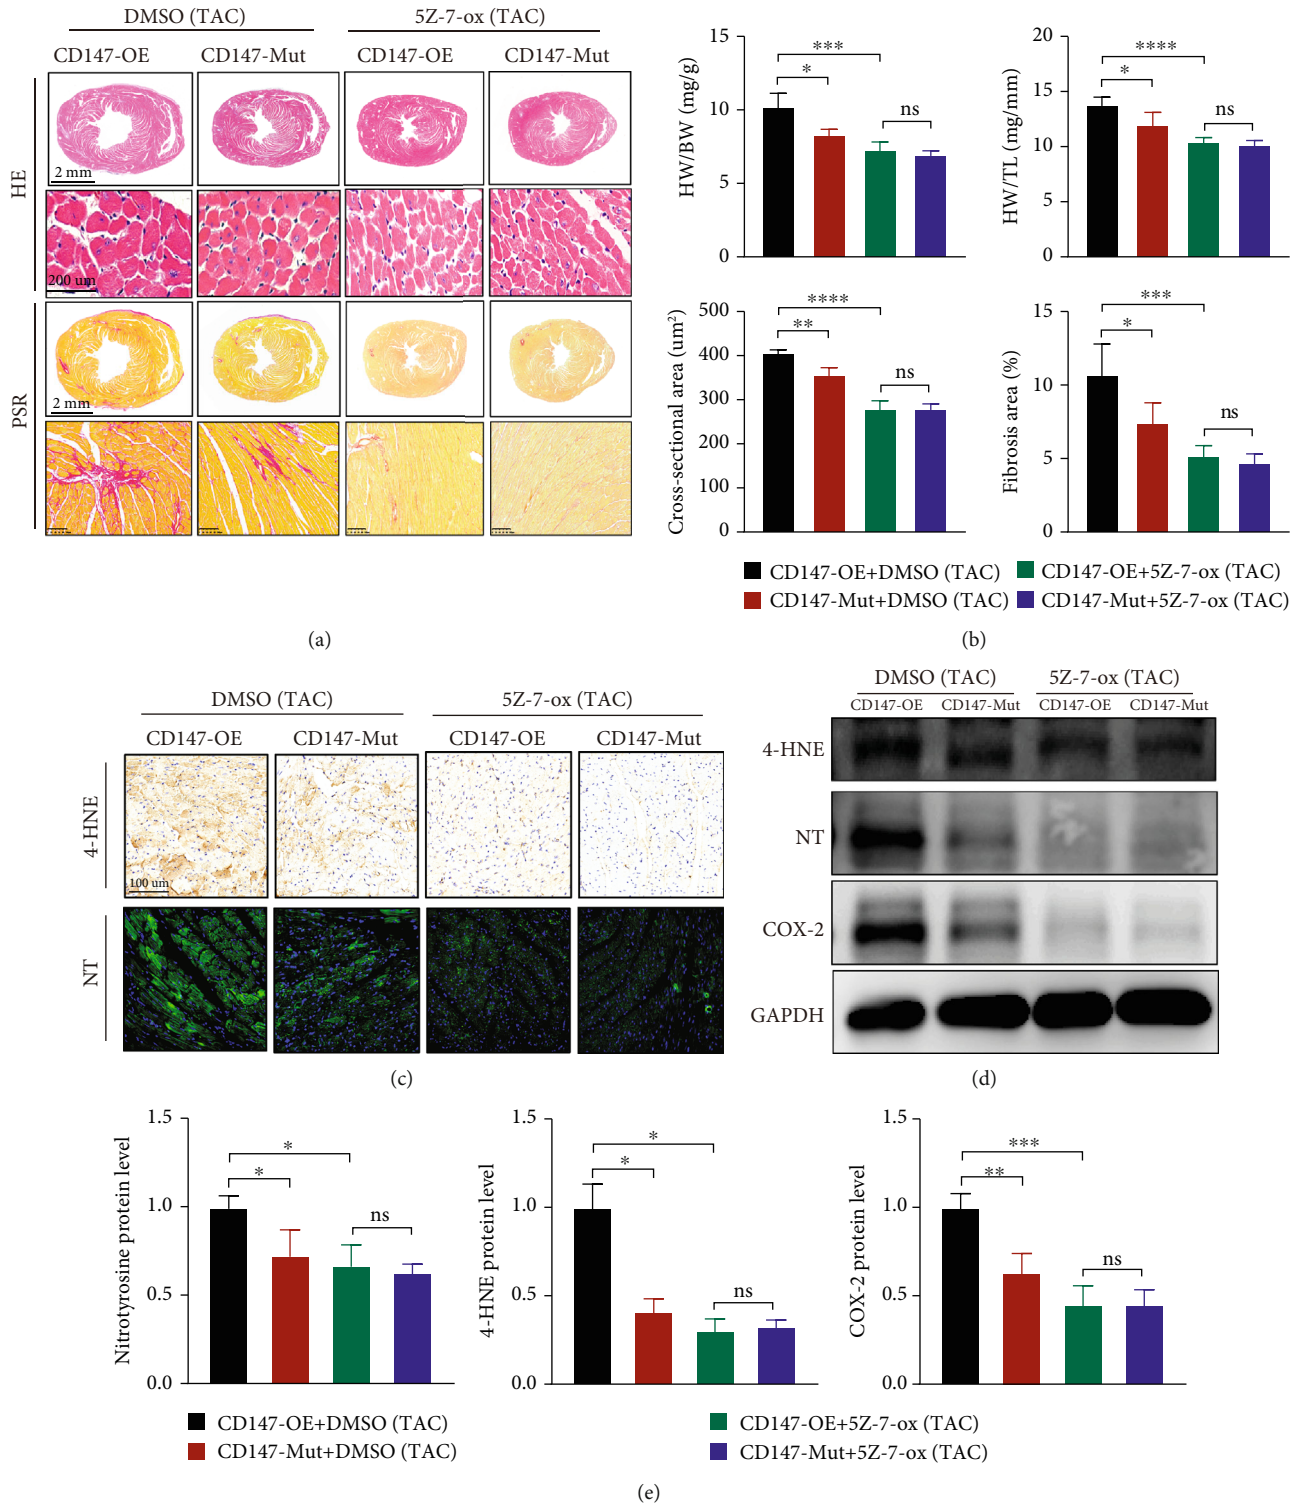 DMSO (TAC)
5Z-7-ox (TAC)
CD147-OE
CD147-Mut
CD147-OE
CD147-Mut
HE
2 mm
200 um
PSR
2 mm
(a)
15
10
5
0
HW/BW (mg/g)
***
*
ns
20
15
10
5
0
HW/TL (mg/mm)
****
*
ns
500
400
300
200
100
0
Cross-sectional area (um²)
****
**
ns
15
10
5
0
Fibrosis area (%)
***
*
ns
CD147-OE+DMSO (TAC)
CD147-OE+5Z-7-ox (TAC)
CD147-Mut+DMSO (TAC)
CD147-Mut+5Z-7-ox (TAC)
(b)
DMSO (TAC)
5Z-7-ox (TAC)
CD147-OE
CD147-Mut
CD147-OE
CD147-Mut
4-HNE
100 um
NT
(c)
DMSO (TAC)
5Z-7-ox (TAC)
CD147-OE
CD147-Mut
CD147-OE
CD147-Mut
4-HNE
NT
COX-2
GAPDH
(d)
1.5
1.0
0.5
0.0
Nitrotyrosine protein level
*
*
ns
1.5
1.0
0.5
0.0
4-HNE protein level
*
*
ns
1.5
1.0
0.5
0.0
COX-2 protein level
***
**
ns
CD147-OE+DMSO (TAC)
CD147-OE+5Z-7-ox (TAC)
CD147-Mut+DMSO (TAC)
CD147-Mut+5Z-7-ox (TAC)
(e)